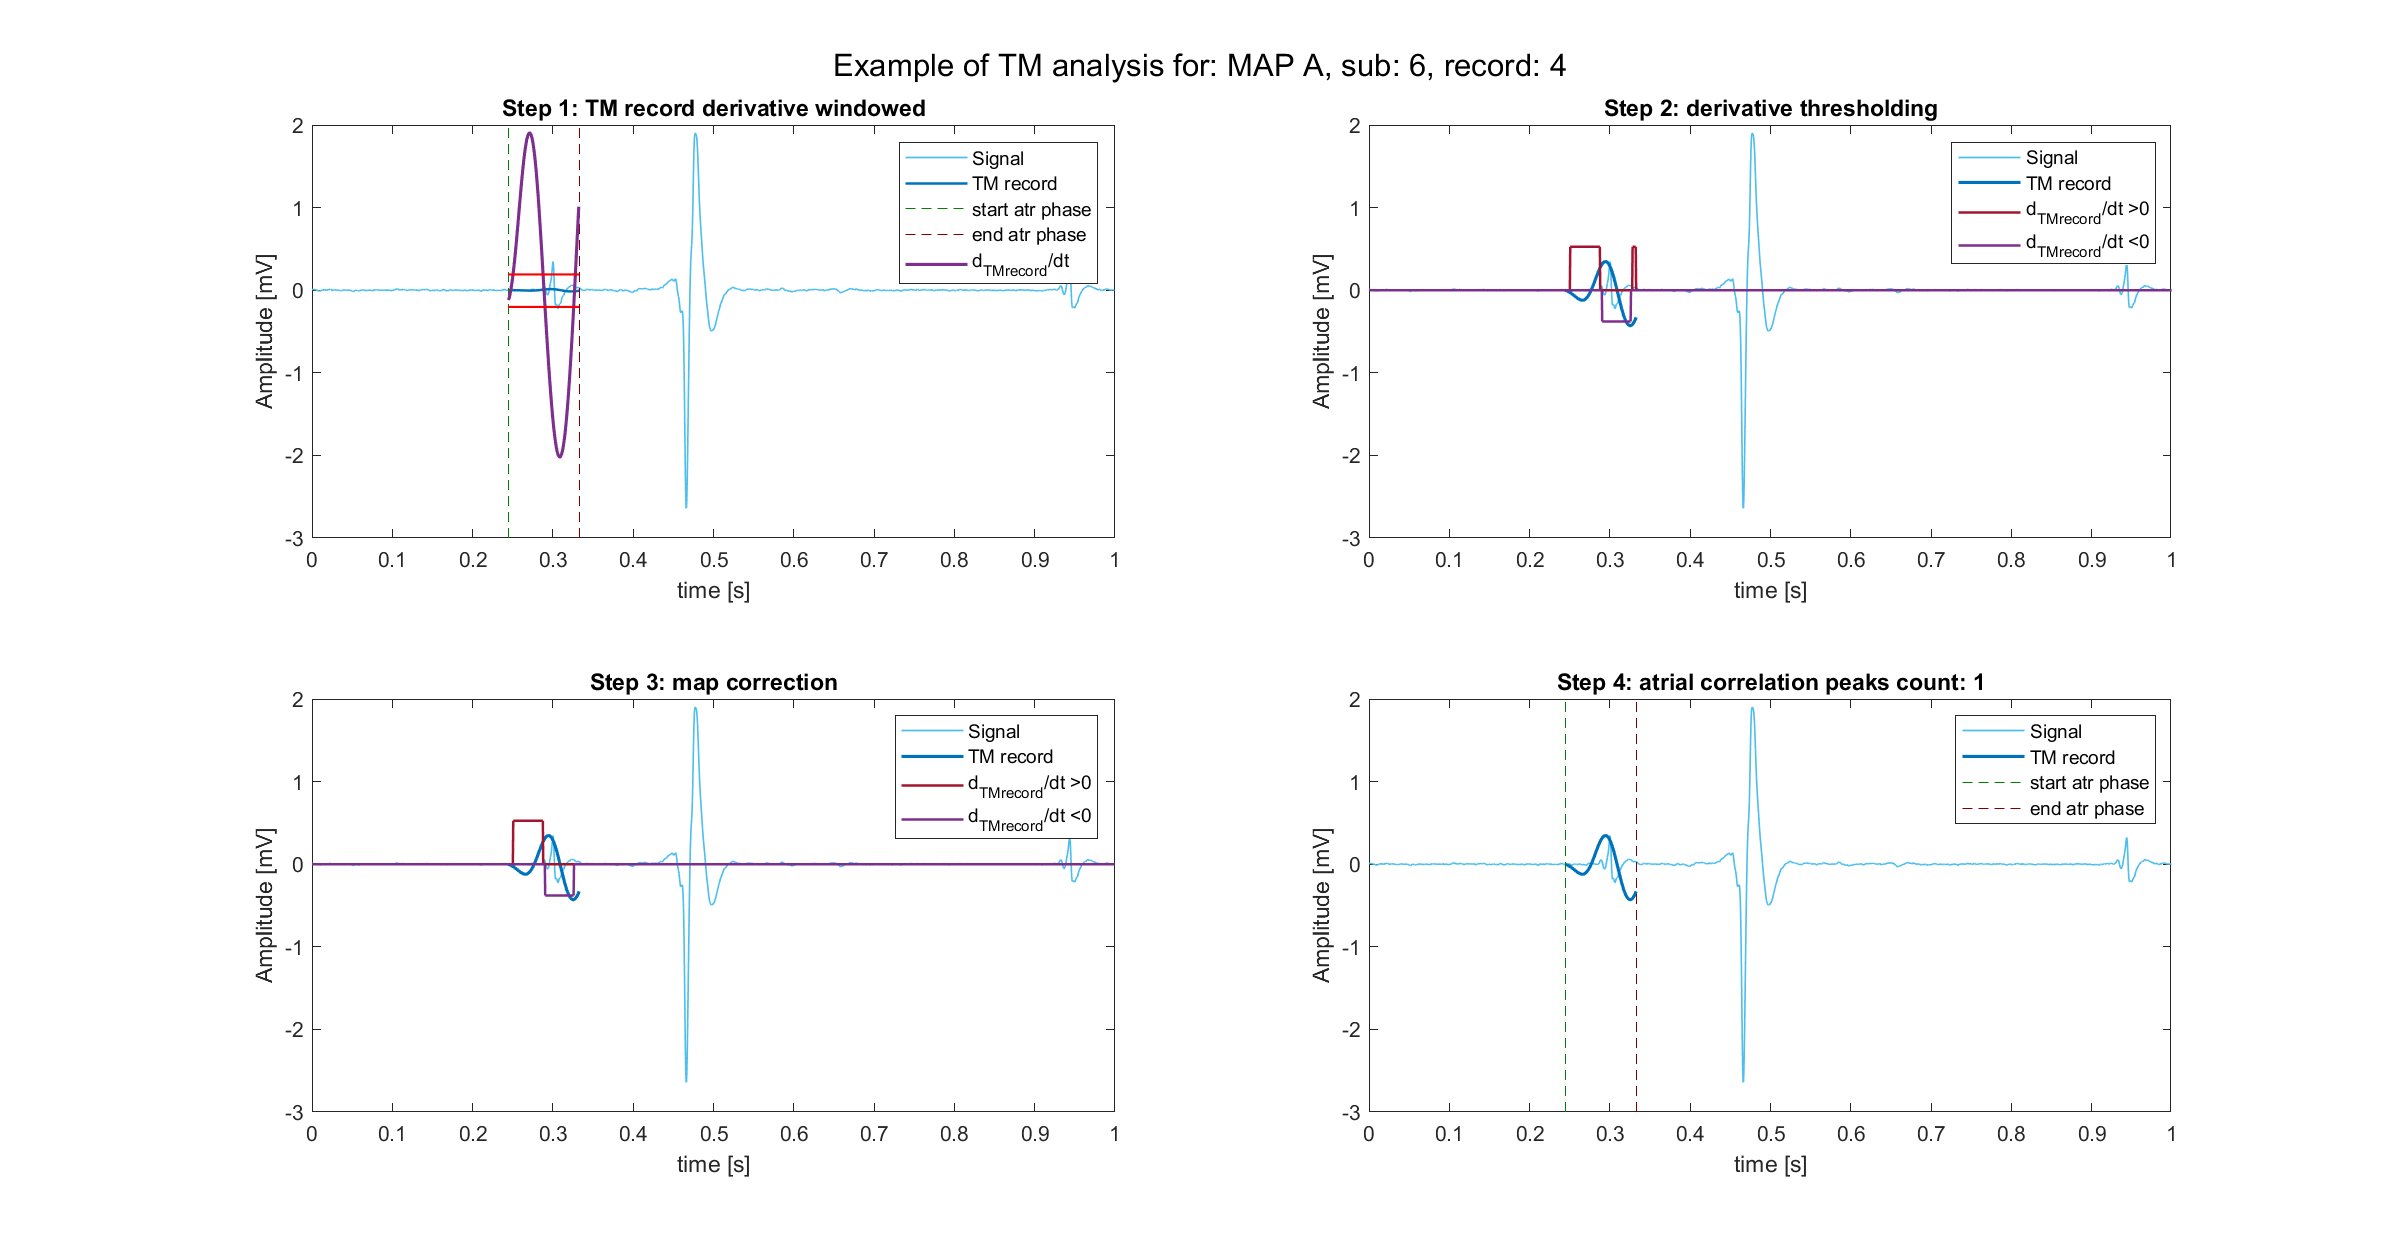 Example of TM analysis for: MAP A, sub: 6, record: 4
Step 1: TM record derivative windowed
2
1
0
-1
-2
-3
Amplitude [mV]
0 0.1 0.2 0.3 0.4 0.5 0.6 0.7 0.8 0.9 1
time [s]
Signal
TM record
start atr phase
end atr phase
dTMrecord/dt
Step 2: derivative thresholding
2
1
0
-1
-2
-3
Amplitude [mV]
0 0.1 0.2 0.3 0.4 0.5 0.6 0.7 0.8 0.9 1
time [s]
Signal
TM record
dTMrecord/dt >0
dTMrecord/dt <0
Step 3: map correction
2
1
0
-1
-2
-3
Amplitude [mV]
0 0.1 0.2 0.3 0.4 0.5 0.6 0.7 0.8 0.9 1
time [s]
Signal
TM record
dTMrecord/dt >0
dTMrecord/dt <0
Step 4: atrial correlation peaks count: 1
2
1
0
-1
-2
-3
Amplitude [mV]
0 0.1 0.2 0.3 0.4 0.5 0.6 0.7 0.8 0.9 1
time [s]
Signal
TM record
start atr phase
end atr phase